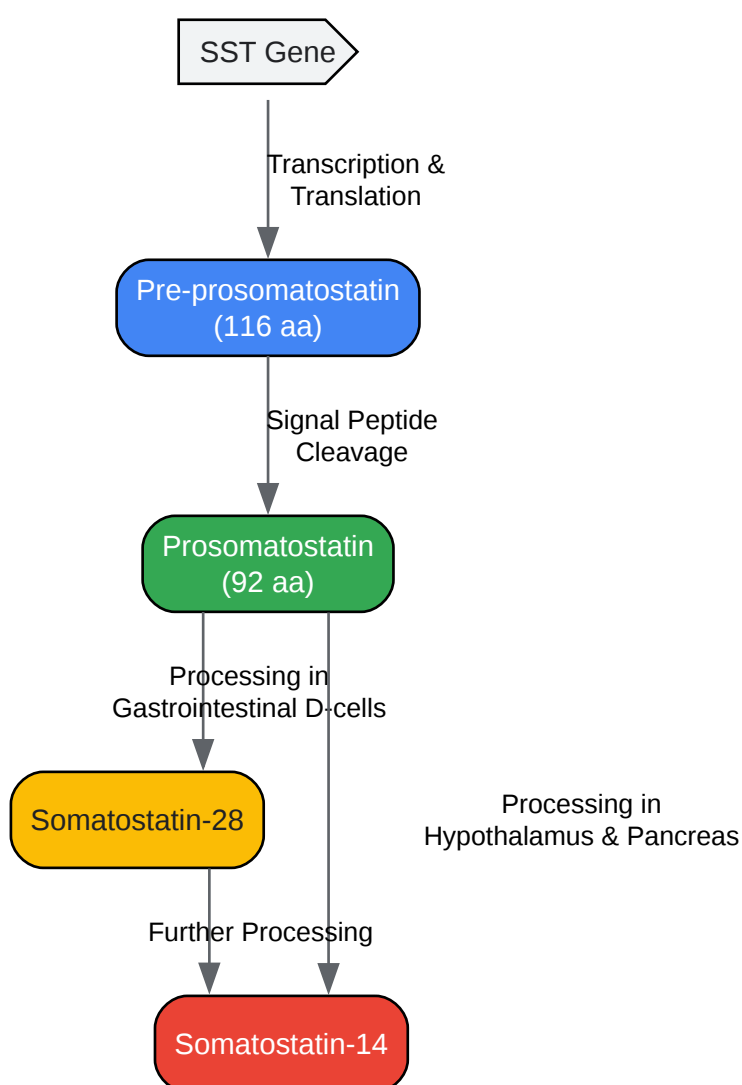 SST Gene
Transcription &
Translation
Pre-prosomatostatin
(116 aa)
Signal Peptide
Cleavage
Prosomatostatin
(92 aa)
Processing in
Gastrointestinal D-cells
Somatostatin-28
Processing in
Hypothalamus & Pancreas
Further Processing
Somatostatin-14